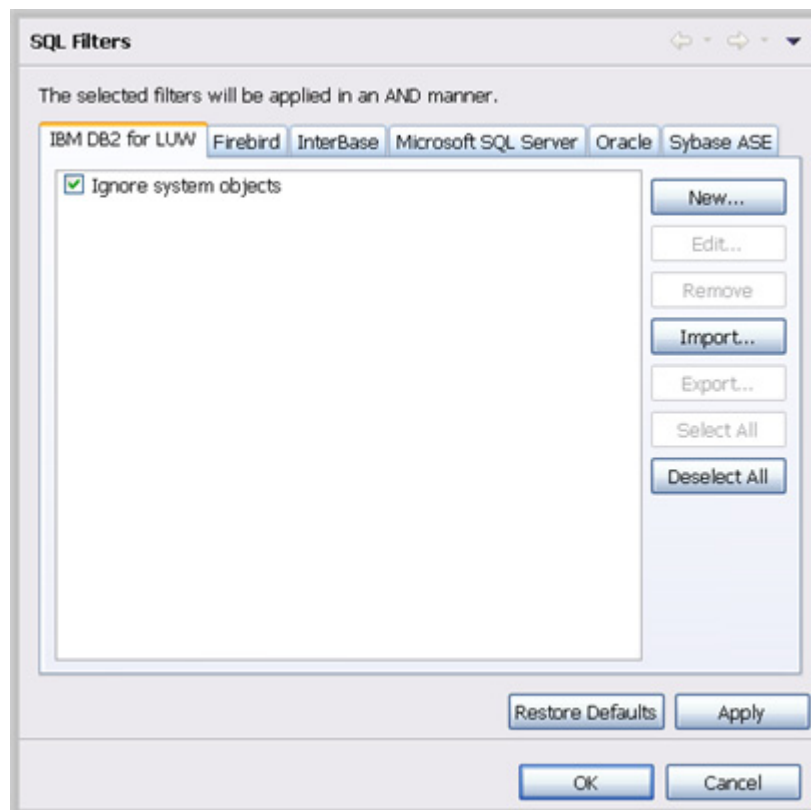 SQL Filters
The selected filters will be applied in an AND manner.
IBM DB2 for LUW Firebird InterBase Microsoft SQL Server Oracle Sybase ASE
Ignore system objects
New...
Edit...
Remove
Import...
Export...
Select All
Deselect All
Restore Defaults Apply
OK Cancel